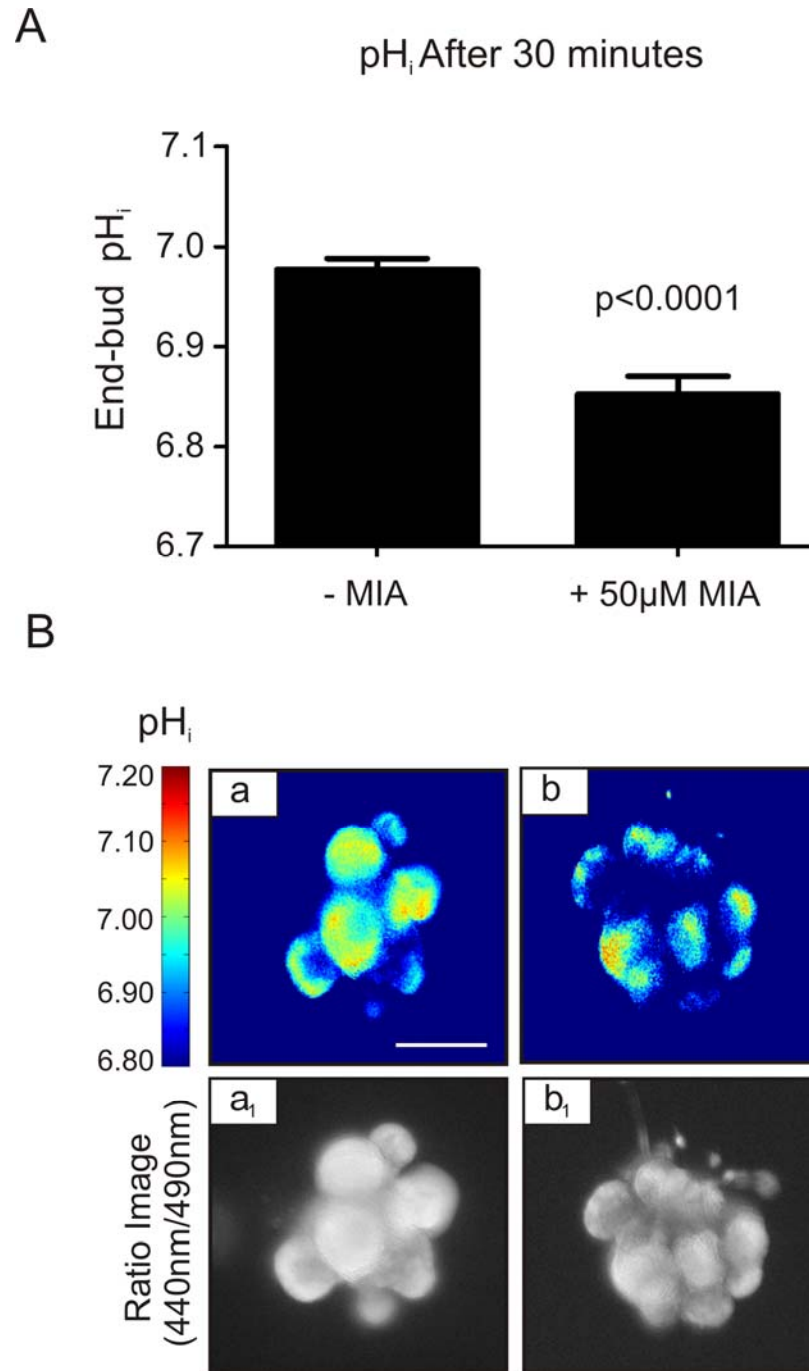 A
pHᵢ After 30 minutes
End-bud pHᵢ
7.1
7.0
6.9
6.8
6.7
p<0.0001
- MIA
+ 50µM MIA
B
pHᵢ
7.20
7.10
7.00
6.90
6.80
a
b
Ratio Image
(440nm/490nm)
a₁
b₁